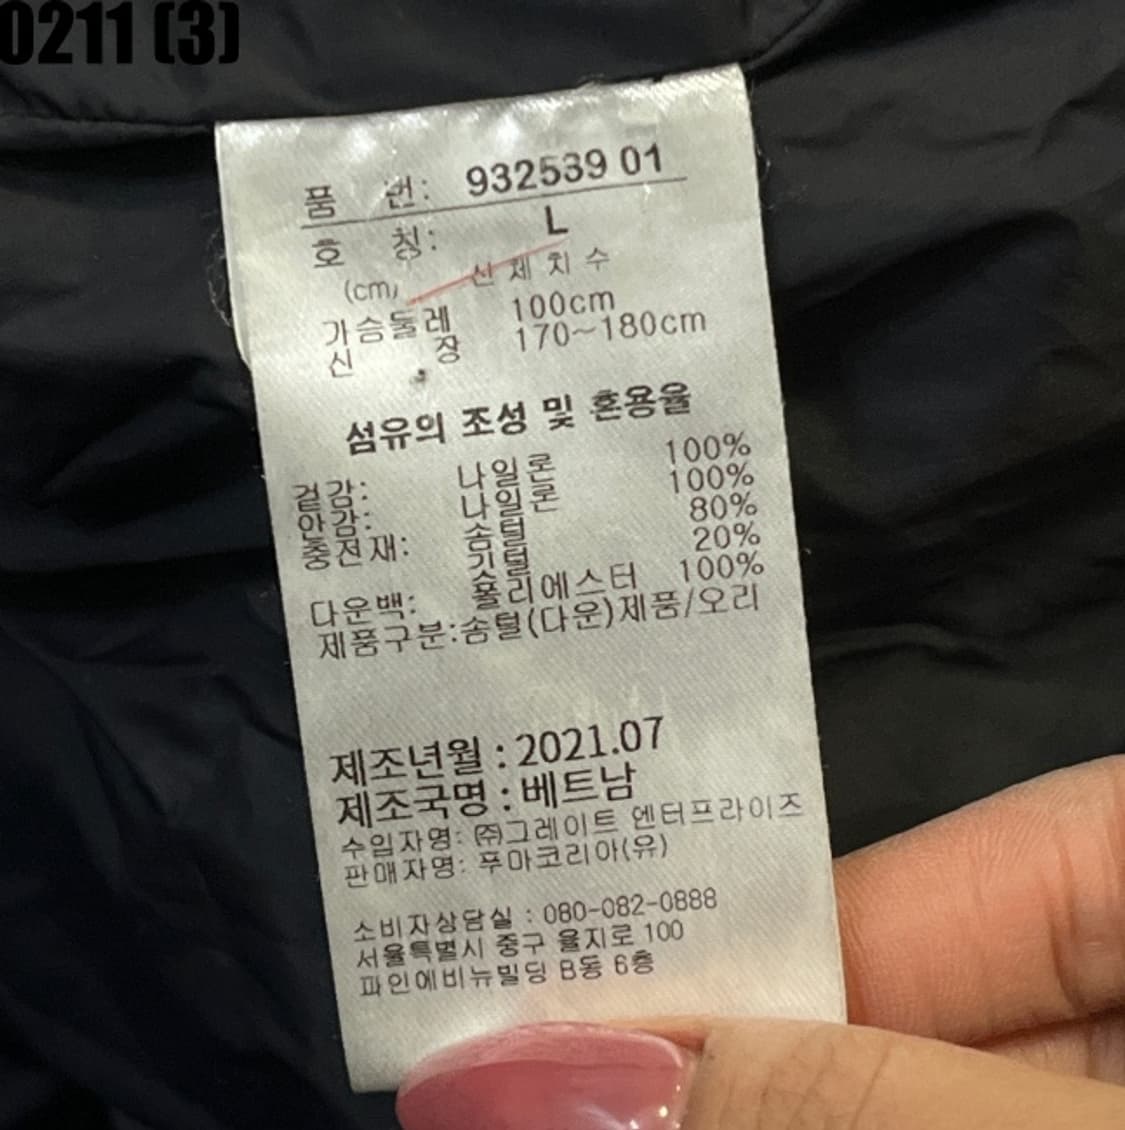 0211 (3)
품 번: 932539 01
호 칭: L
(cm) 신체치수
가슴둘레 100cm
신 장 170~180cm
섬유의 조성 및 혼용율
겉감: 나일론 100%
안감: 나일론 100%
충전재: 솜털 80%
깃털 20%
다운백: 폴리에스터 100%
제품구분:솜털(다운)제품/오리
제조년월 : 2021.07
제조국명 : 베트남
수입자명: ㈜그레이트 엔터프라이즈
판매자명: 푸마코리아(유)
소비자상담실 : 080-082-0888
서울특별시 중구 을지로 100
파인에비뉴빌딩 B동 6층